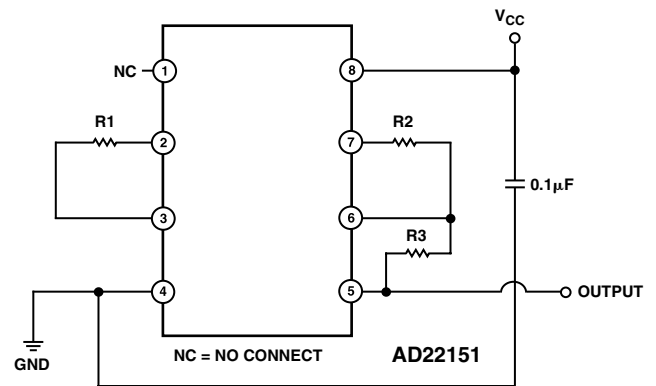 V_CC
NC 1
8
R1
2
7
R2
3
6
0.1µF
R3
4
5
OUTPUT
GND
NC = NO CONNECT
AD22151